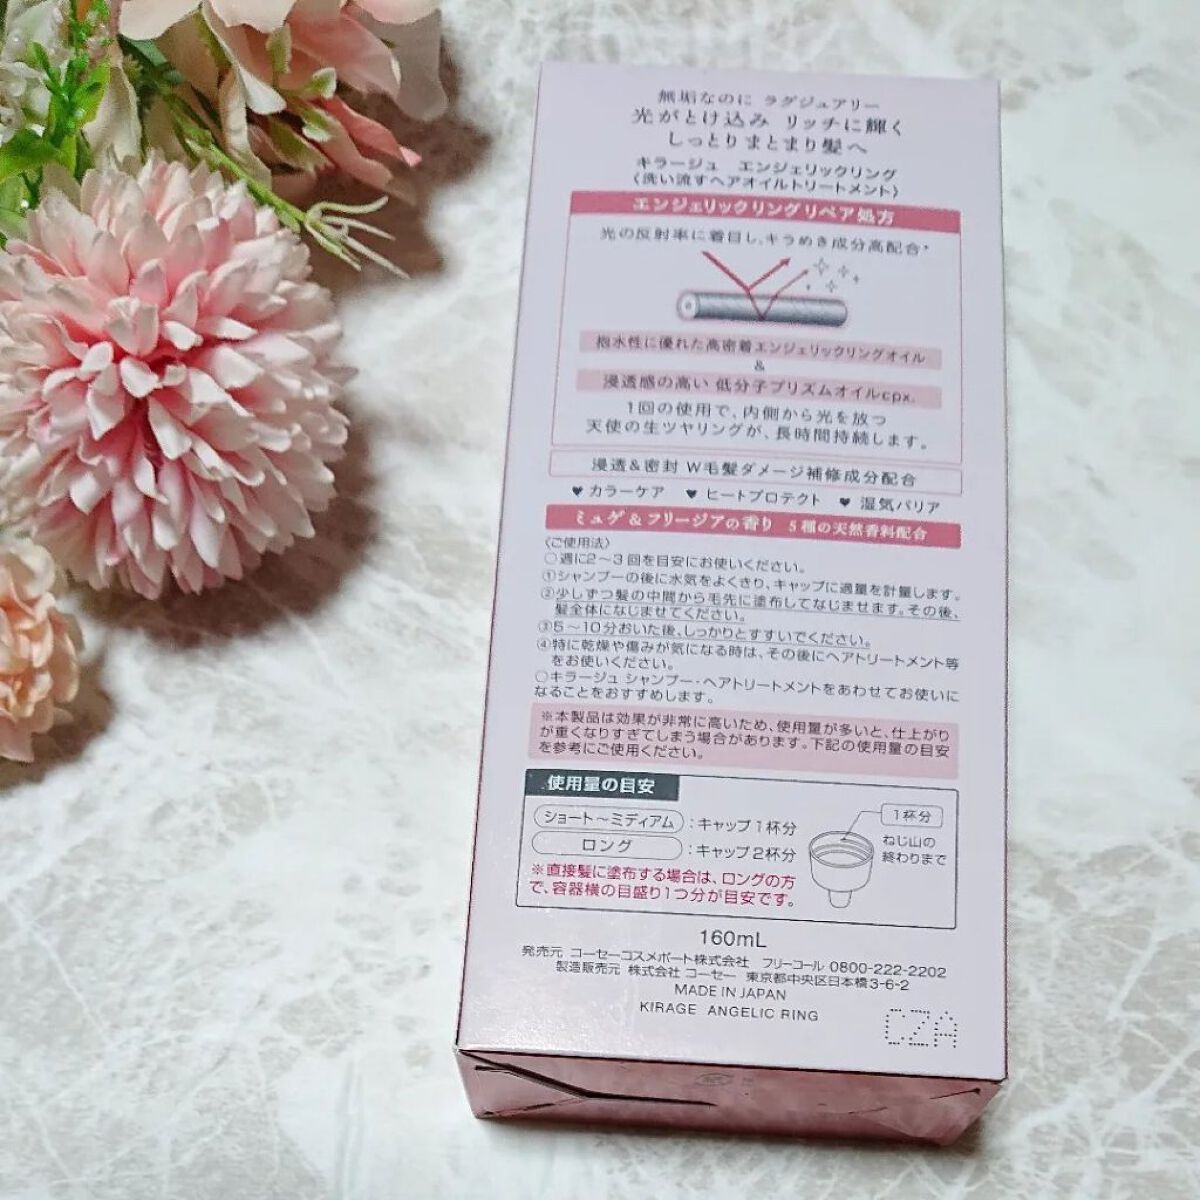 無垢なのに ラグジュアリー
光がとけ込み リッチに輝く
しっとりまとまり髪へ
キラージュ エンジェリックリング
〈洗い流すヘアオイルトリートメント〉
エンジェリックリングリペア処方
光の反射率に着目し、キラめき成分高配合*
抱水性に優れた高密着エンジェリックリングオイル
&
浸透感の高い 低分子プリズムオイルcpx.
1回の使用で、内側から光を放つ
天使の生ツヤリングが、長時間持続します。
浸透&密封 W毛髪ダメージ補修成分配合
♥ カラーケア ♥ ヒートプロテクト ♥ 湿気バリア
ミュゲ&フリージアの香り 5種の天然香料配合
〈ご使用法〉
○週に2〜3回を目安にお使いください。
①シャンプーの後に水気をよくきり、キャップに適量を計量します。
②少しずつ髪の中間から毛先に塗布してなじませます。その後、
髪全体になじませてください。
③5〜10分おいた後、しっかりとすすいでください。
④特に乾燥や傷みが気になる時は、その後にヘアトリートメント等
をお使いください。
○キラージュ シャンプー・ヘアトリートメントをあわせてお使いに
なることをおすすめします。
※本製品は効果が非常に高いため、使用量が多いと、仕上がり
が重くなりすぎてしまう場合があります。下記の使用量の目安
を参考にご使用ください。
使用量の目安
ショート〜ミディアム:キャップ1杯分
ロング:キャップ2杯分
1杯分
ねじ山の
終わりまで
※直接髪に塗布する場合は、ロングの方
で、容器横の目盛り1つ分が目安です。
160mL
発売元 コーセーコスメポート株式会社 フリーコール 0800-222-2202
製造販売元 株式会社 コーセー 東京都中央区日本橋3-6-2
MADE IN JAPAN
KIRAGE ANGELIC RING
CZA